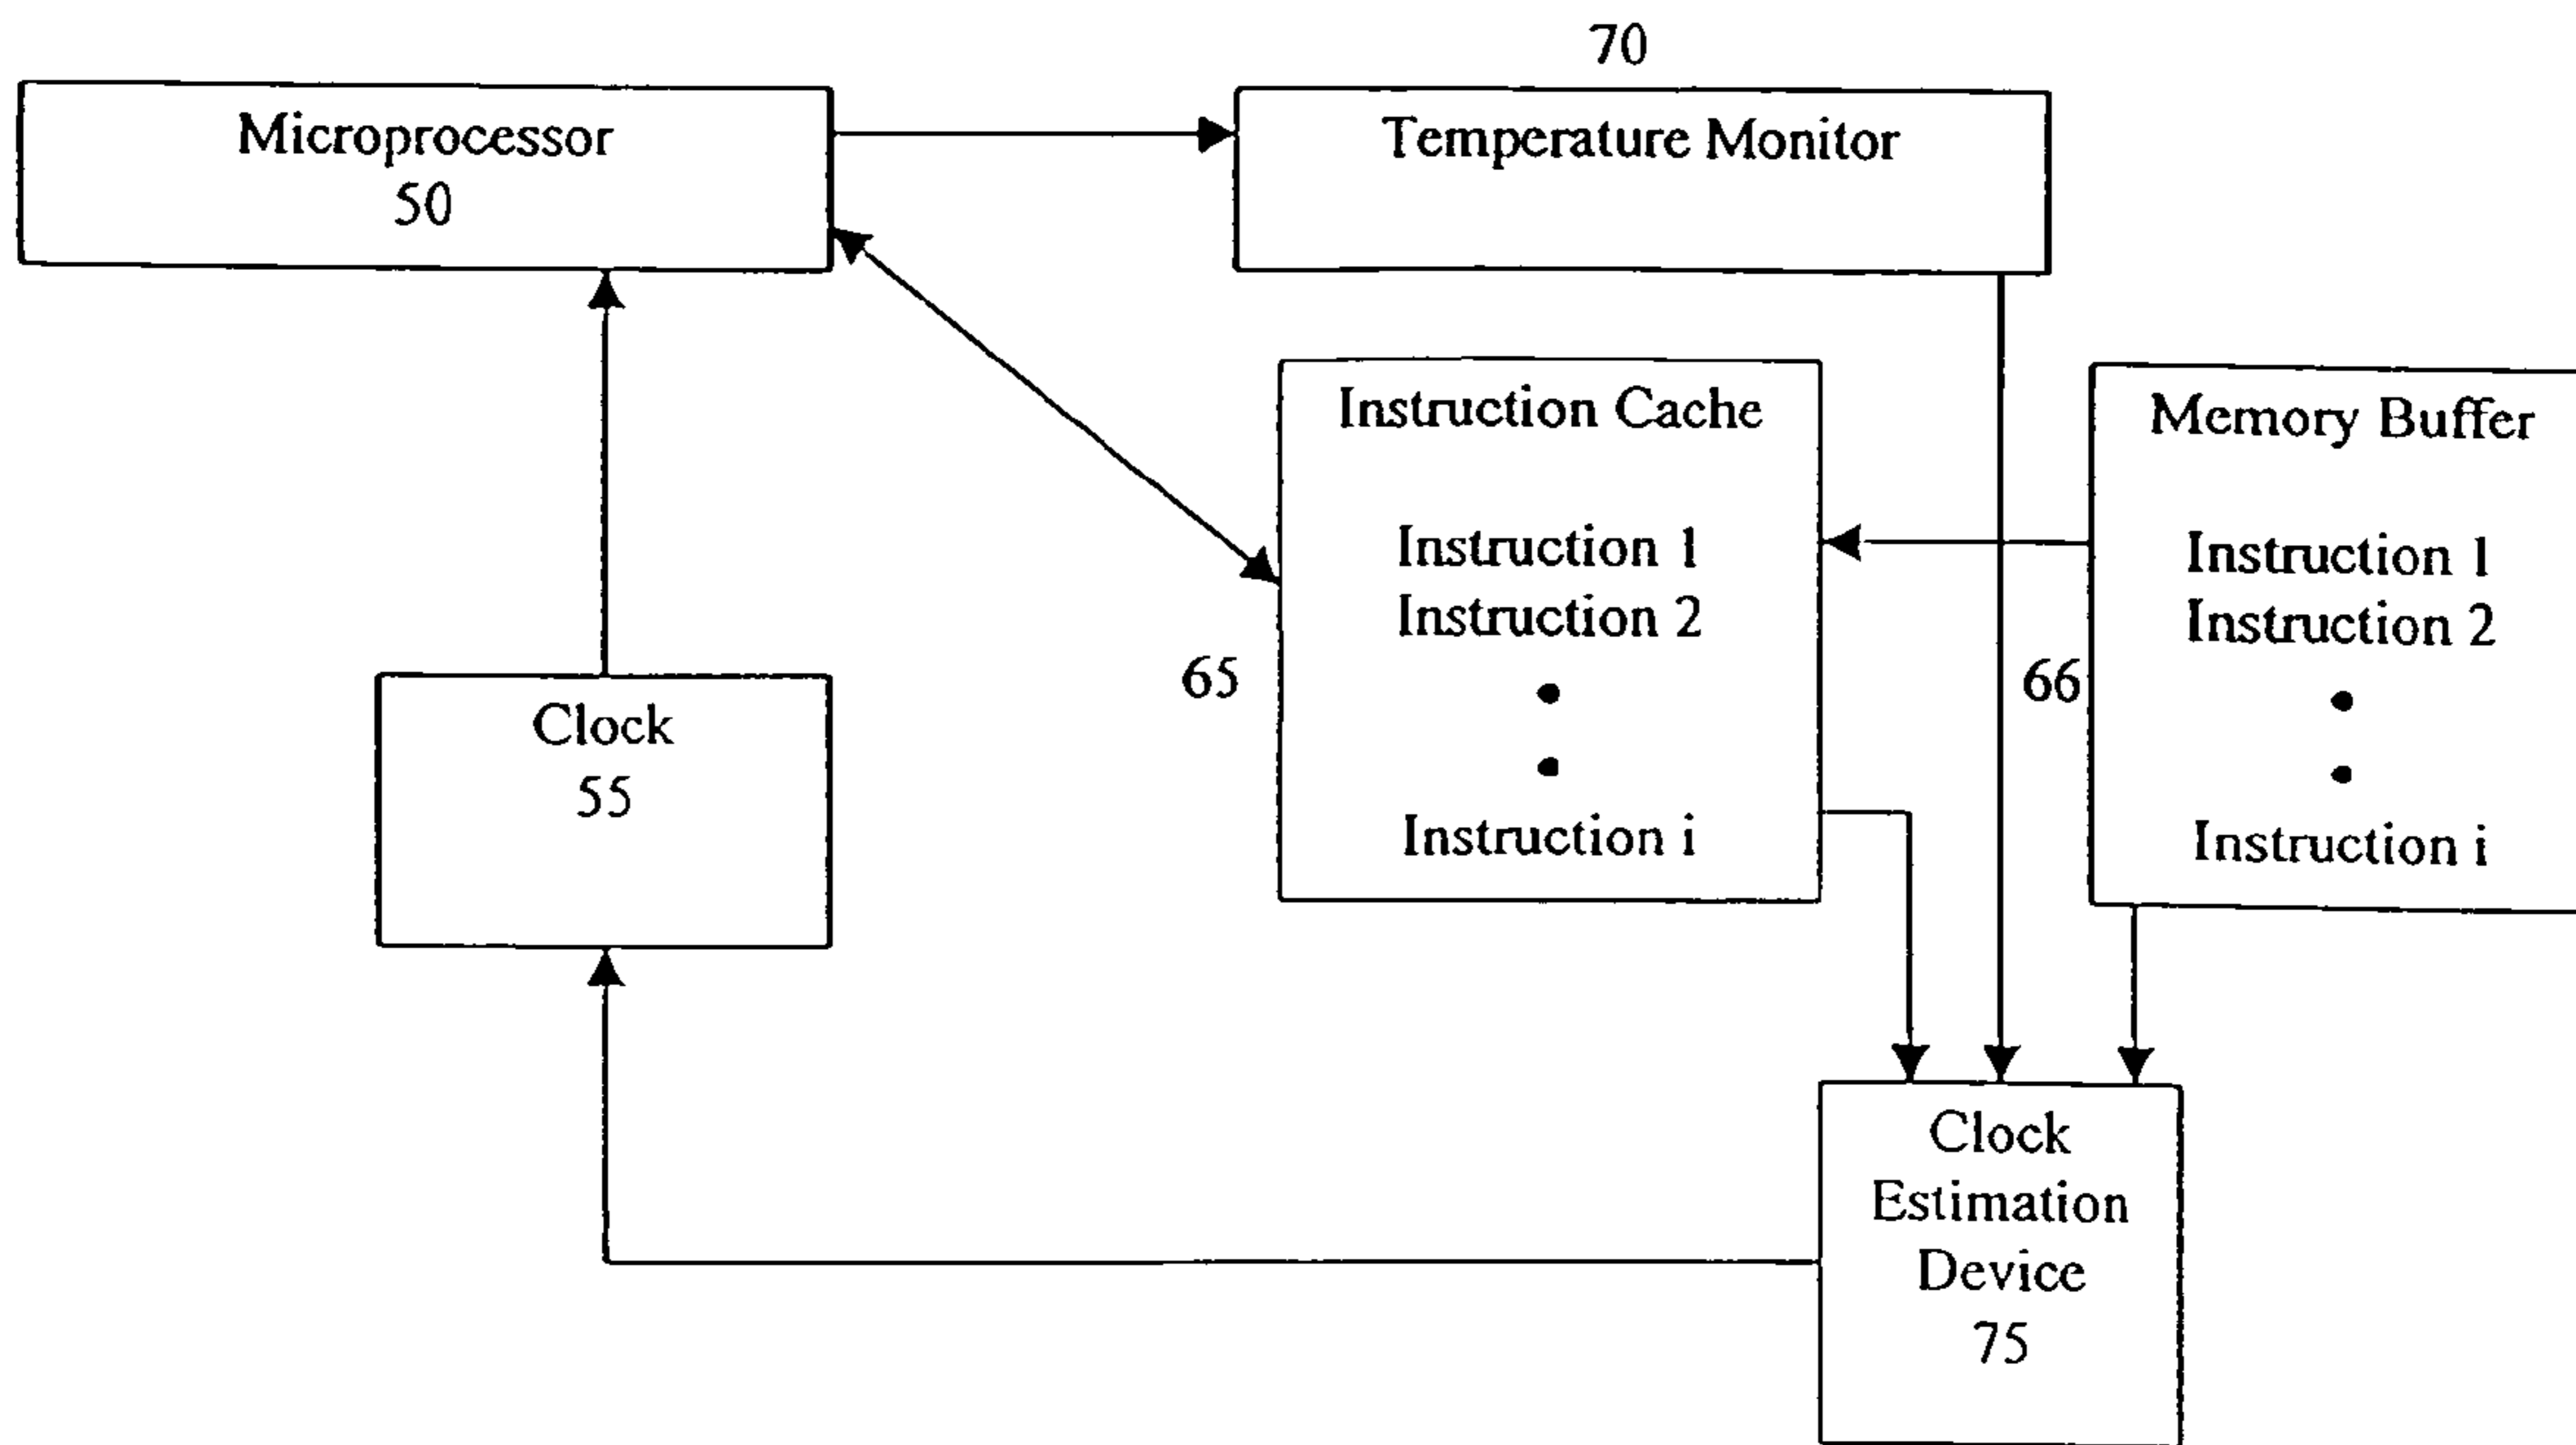 70
Microprocessor
50
Temperature Monitor
Instruction Cache
Instruction 1
Instruction 2
•
•
Instruction i
65
Memory Buffer
Instruction 1
Instruction 2
•
•
Instruction i
66
Clock
55
Clock
Estimation
Device
75